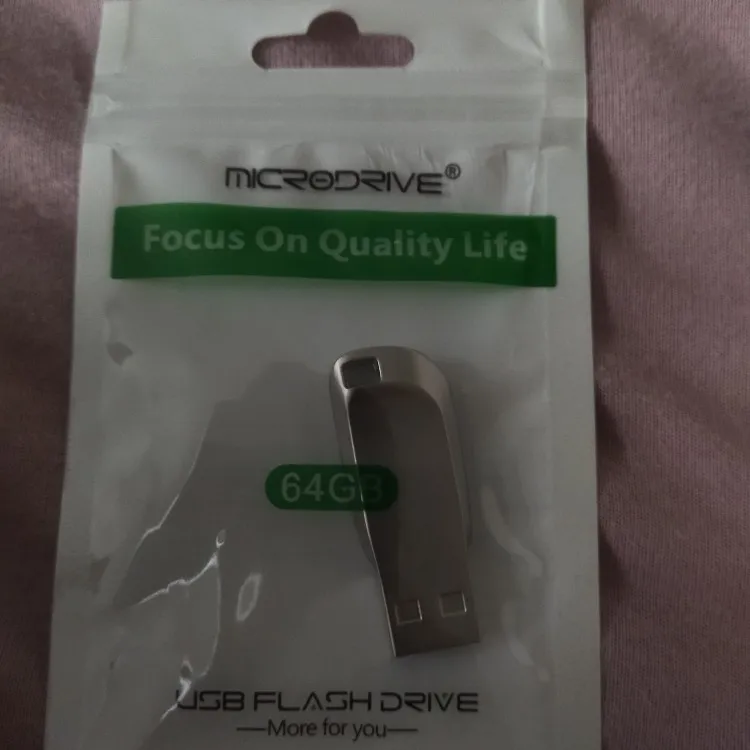 MICRODRIVE®
Focus On Quality Life
64GB
USB FLASH DRIVE
—More for you—